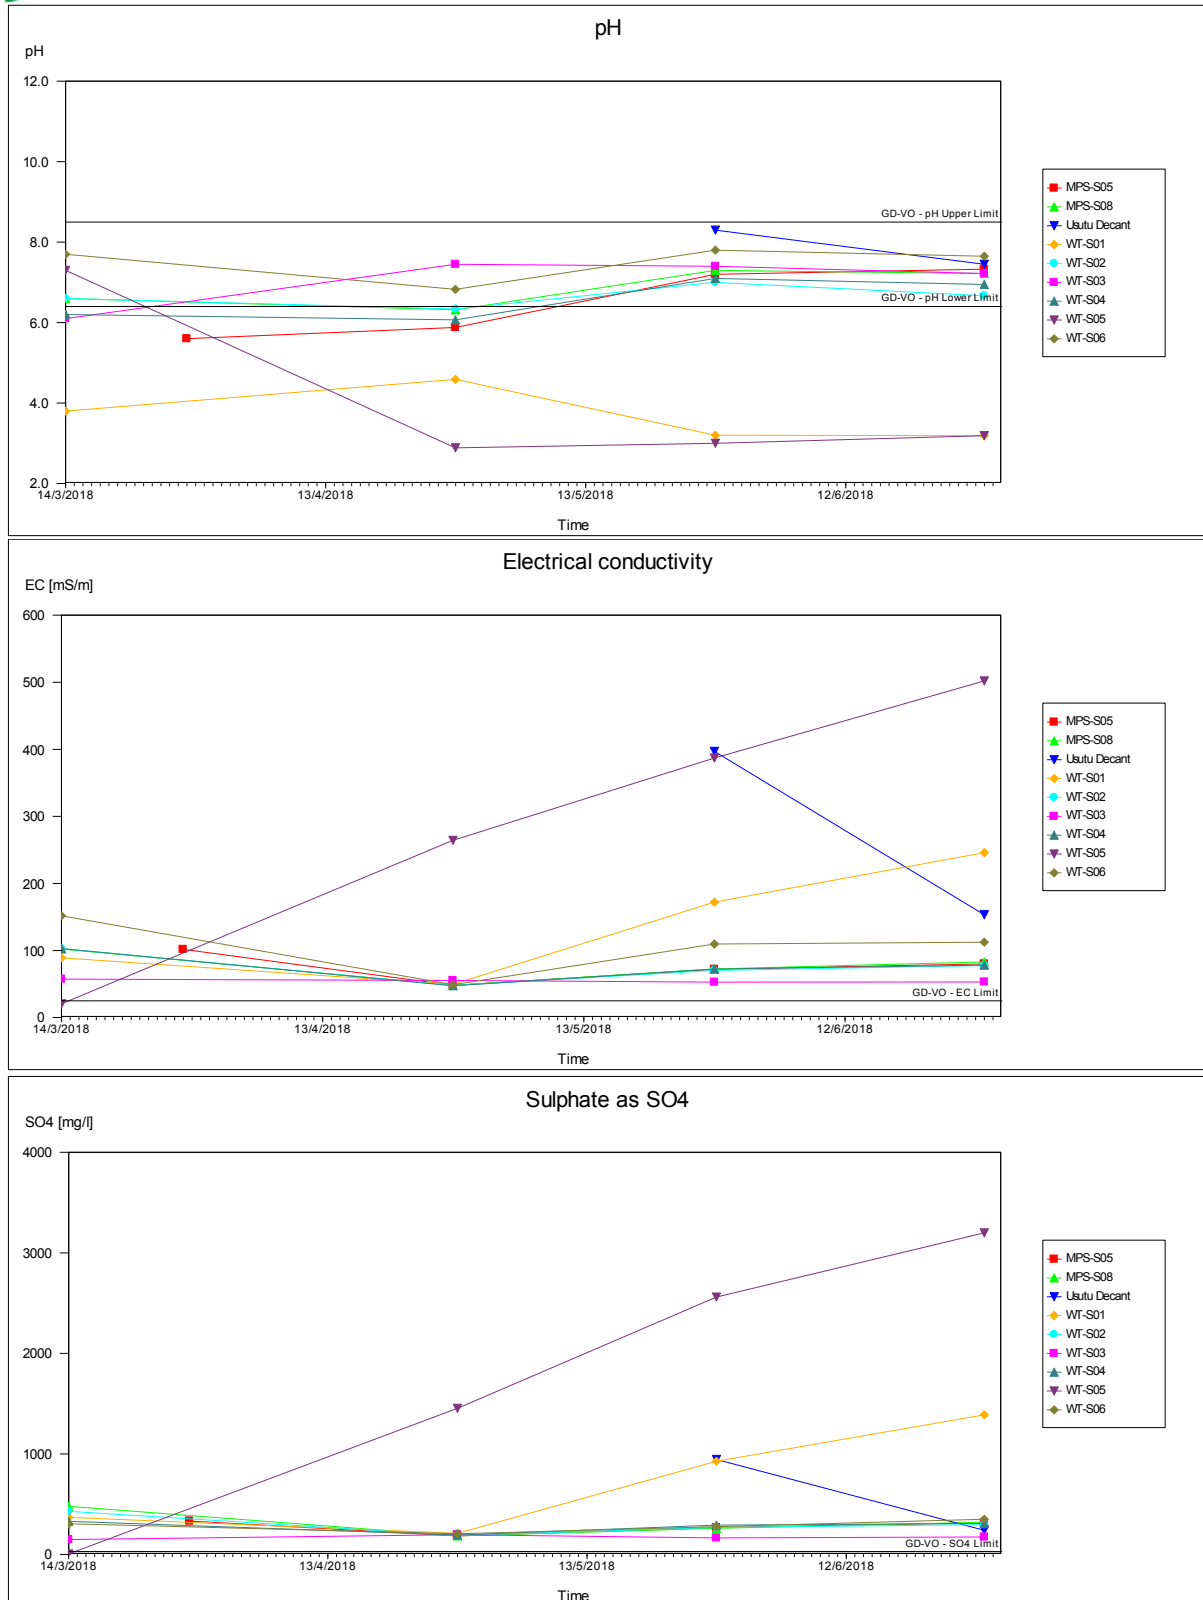 pH
pH
12.0
10.0
8.0
6.0
4.0
2.0
GD-VO - pH Upper Limit
GD-VO - pH Lower Limit
14/3/2018 13/4/2018 13/5/2018 12/6/2018
Time
MPS-S05
MPS-S08
Usutu Decant
WT-S01
WT-S02
WT-S03
WT-S04
WT-S05
WT-S06
Electrical conductivity
EC [mS/m]
600
500
400
300
200
100
0
GD-VO - EC Limit
14/3/2018 13/4/2018 13/5/2018 12/6/2018
Time
MPS-S05
MPS-S08
Usutu Decant
WT-S01
WT-S02
WT-S03
WT-S04
WT-S05
WT-S06
Sulphate as SO4
SO4 [mg/l]
4000
3000
2000
1000
0
GD-VO - SO4 Limit
14/3/2018 13/4/2018 13/5/2018 12/6/2018
Time
MPS-S05
MPS-S08
Usutu Decant
WT-S01
WT-S02
WT-S03
WT-S04
WT-S05
WT-S06